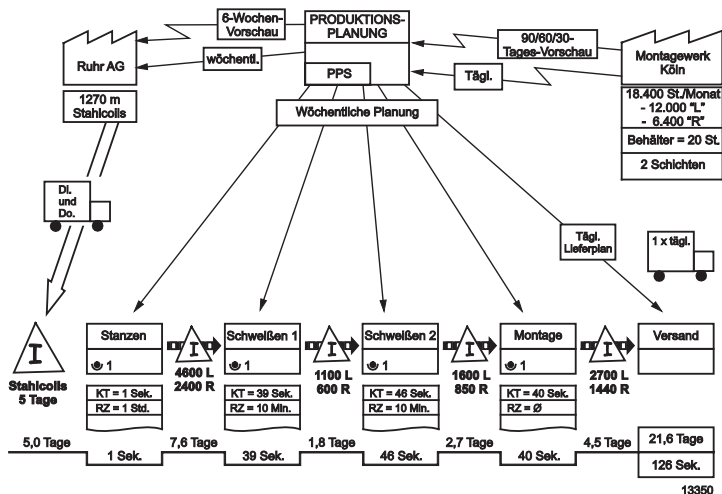 6-Wochen-
Vorschau
PRODUKTIONS-
PLANUNG
90/60/30-
Tages-Vorschau
Ruhr AG
wöchentl.
PPS
Tägl.
Montagewerk
Köln
1270 m
Stahlcoils
Wöchentliche Planung
18.400 St./Monat
- 12.000 "L"
- 6.400 "R"
Behälter = 20 St.
2 Schichten
Di.
und
Do.
Tägl.
Lieferplan
1 x tägl.
I
Stahlcoils
5 Tage
Stanzen
1
KT = 1 Sek.
RZ = 1 Std.
I
4600 L
2400 R
Schweißen 1
1
KT = 39 Sek.
RZ = 10 Min.
I
1100 L
600 R
Schweißen 2
1
KT = 46 Sek.
RZ = 10 Min.
I
1600 L
850 R
Montage
1
KT = 40 Sek.
RZ = Ø
I
2700 L
1440 R
Versand
5,0 Tage
1 Sek.
7,6 Tage
39 Sek.
1,8 Tage
46 Sek.
2,7 Tage
40 Sek.
4,5 Tage
21,6 Tage
126 Sek.
13350